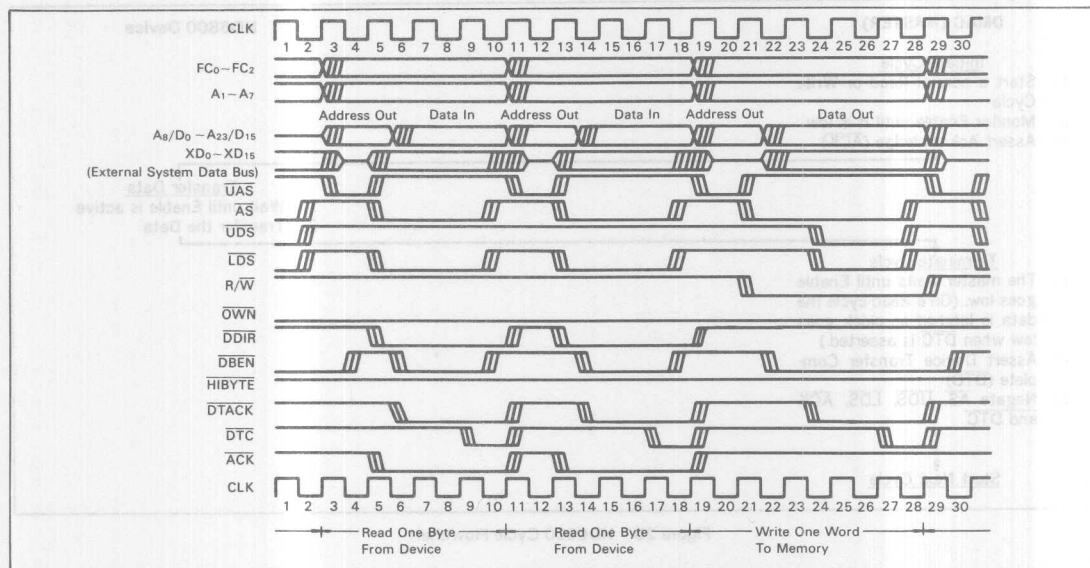 CLK
1 2 3 4 5 6 7 8 9 10 11 12 13 14 15 16 17 18 19 20 21 22 23 24 25 26 27 28 29 30
FC0~FC2
A1~A7
Address Out Data In Address Out Data In Address Out Data Out
A8/D0 ~A23/D15
XD0~XD15
(External System Data Bus)
UAS
AS
UDS
LDS
R/W
OWN
DDIR
DBEN
HIBYTE
DTACK
DTC
ACK
CLK
1 2 3 4 5 6 7 8 9 10 11 12 13 14 15 16 17 18 19 20 21 22 23 24 25 26 27 28 29 30
Read One Byte From Device
Read One Byte From Device
Write One Word To Memory